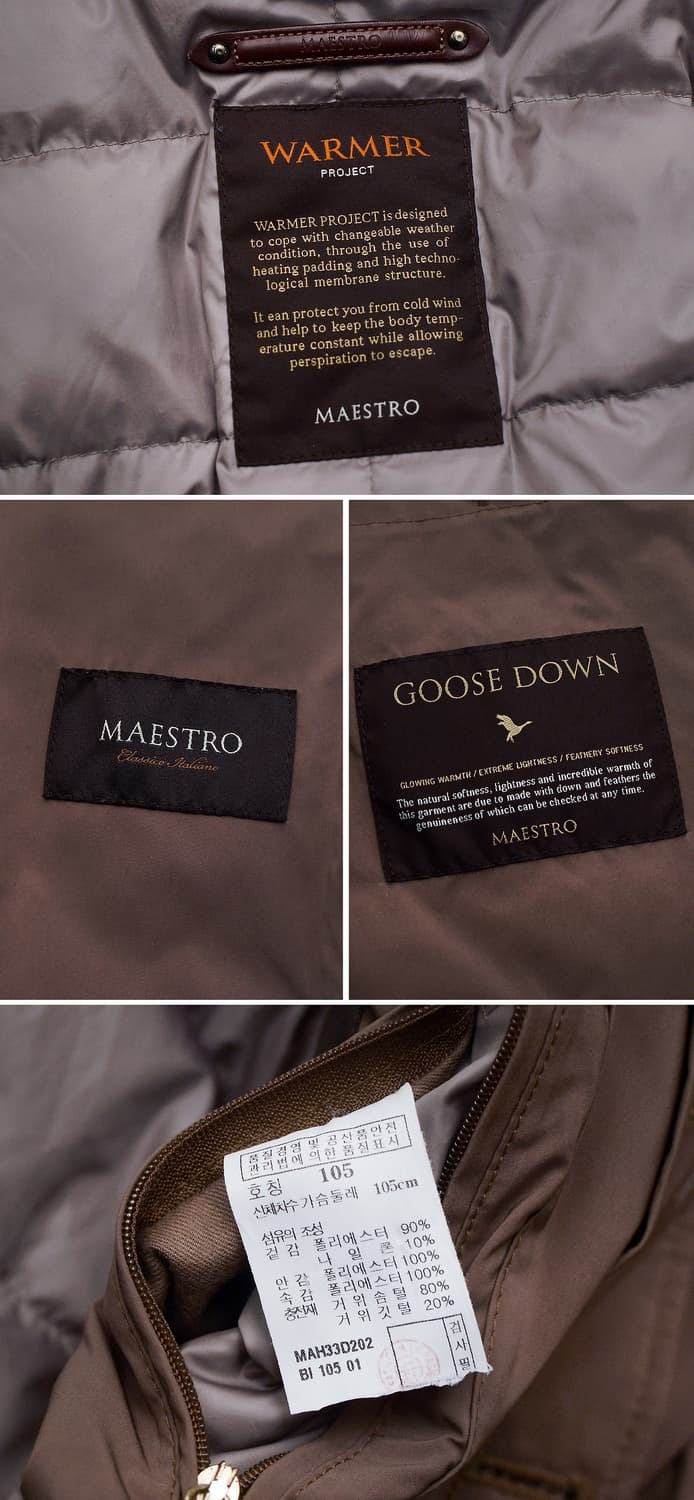 MAESTRO
WARMER
PROJECT
WARMER PROJECT is designed
to cope with changeable weather
condition, through the use of
heating padding and high techno-
logical membrane structure.
It ean protect you from cold wind
and help to keep the body temp-
erature constant while allowing
perspiration to escape.
MAESTRO
MAESTRO
Classico Italiano
GOOSE DOWN
GLOWING WARMTH / EXTREME LIGHTNESS / FEATHERY SOFTNESS
The natural softness, lightness and incredible warmth of
this garment are due to made with down and feathers the
genuineness of which can be checked at any time.
MAESTRO
품질경영 및 공산품안전
관리법에 의한 품질표시
호칭 105
신체치수 가슴둘레 105cm
섬유의 조성
겉감 폴리에스터 90%
나일론 10%
안감 폴리에스터 100%
속감 폴리에스터 100%
충전재 거위솜털 80%
거위깃털 20%
MAH33D202
BI 105 01
검사필